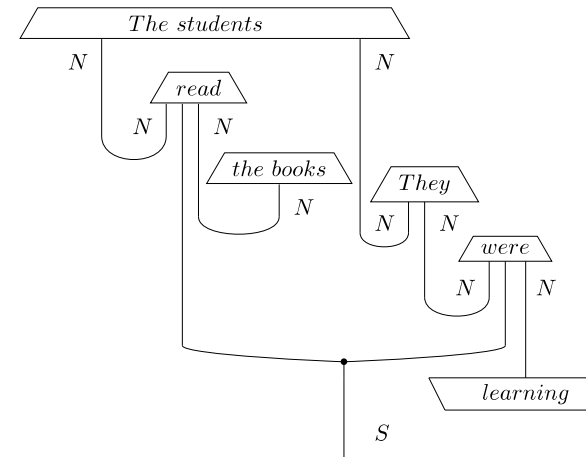 The students
N N
read
N N
the books
They
N
N N
were
N N
learning
S